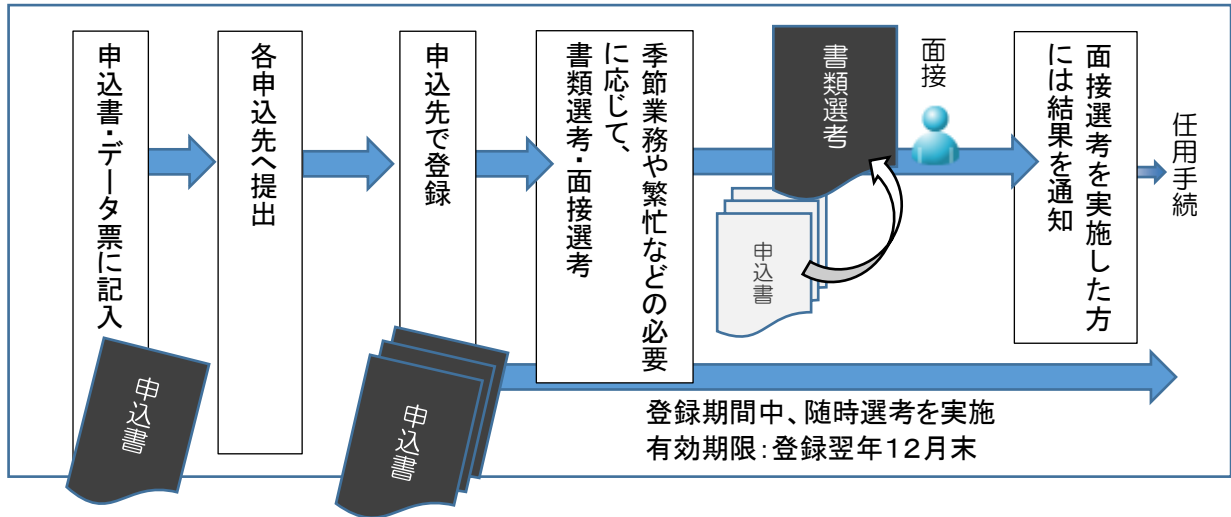 申込書・データ票に記入
申込書
各申込先へ提出
申込先で登録
申込書
季節業務や繁忙などの必要
に応じて、
書類選考・面接選考
書類選考
申込書
面接
面接選考を実施した方
には結果を通知
任用手続
登録期間中、随時選考を実施
有効期限：登録翌年１２月末